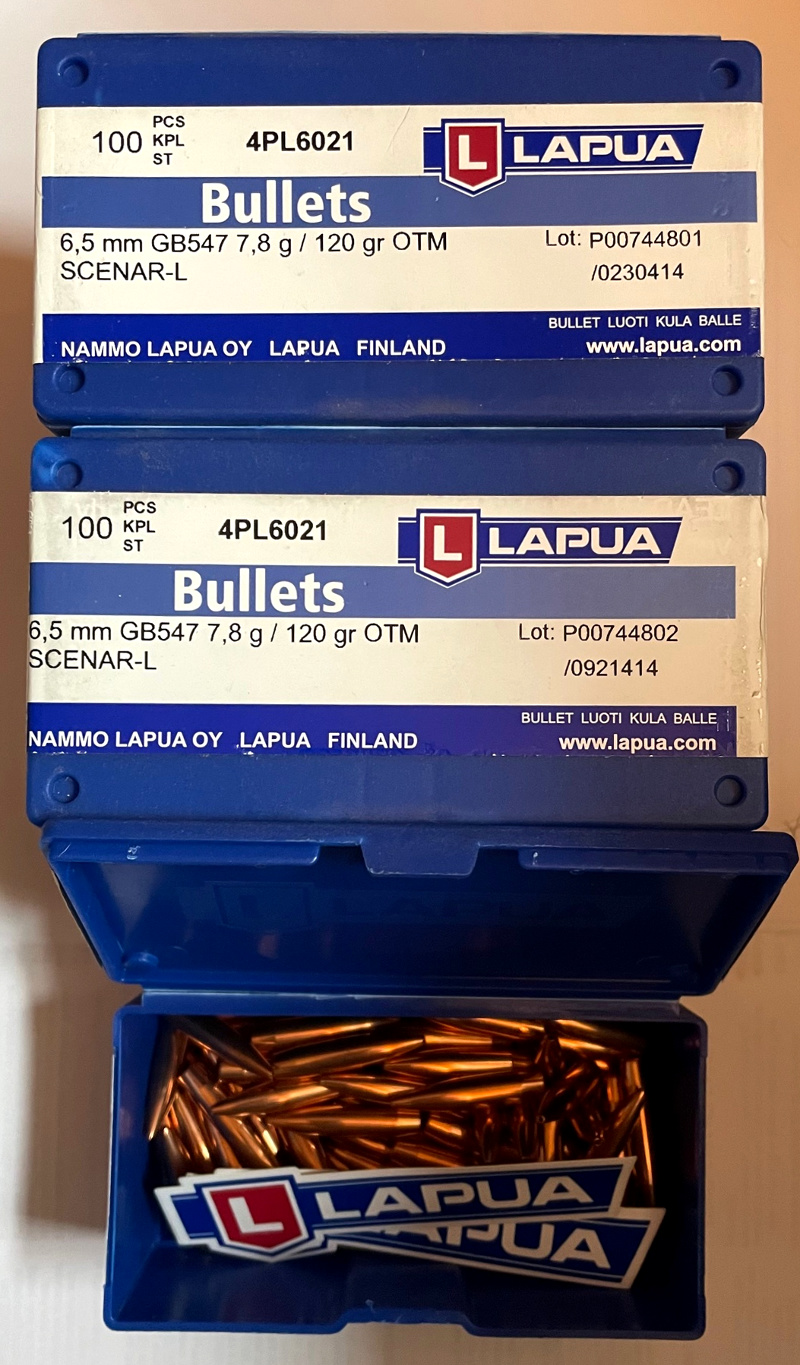 100 PCS KPL ST 4PL6021 L LAPUA
Bullets
6,5 mm GB547 7,8 g / 120 gr OTM Lot: P00744801
SCENAR-L /0230414
BULLET LUOTI KULA BALLE
NAMMO LAPUA OY LAPUA FINLAND www.lapua.com
100 PCS KPL ST 4PL6021 L LAPUA
Bullets
6,5 mm GB547 7,8 g / 120 gr OTM Lot: P00744802
SCENAR-L /0921414
BULLET LUOTI KULA BALLE
NAMMO LAPUA OY LAPUA FINLAND www.lapua.com
L LAPUA
LAPUA